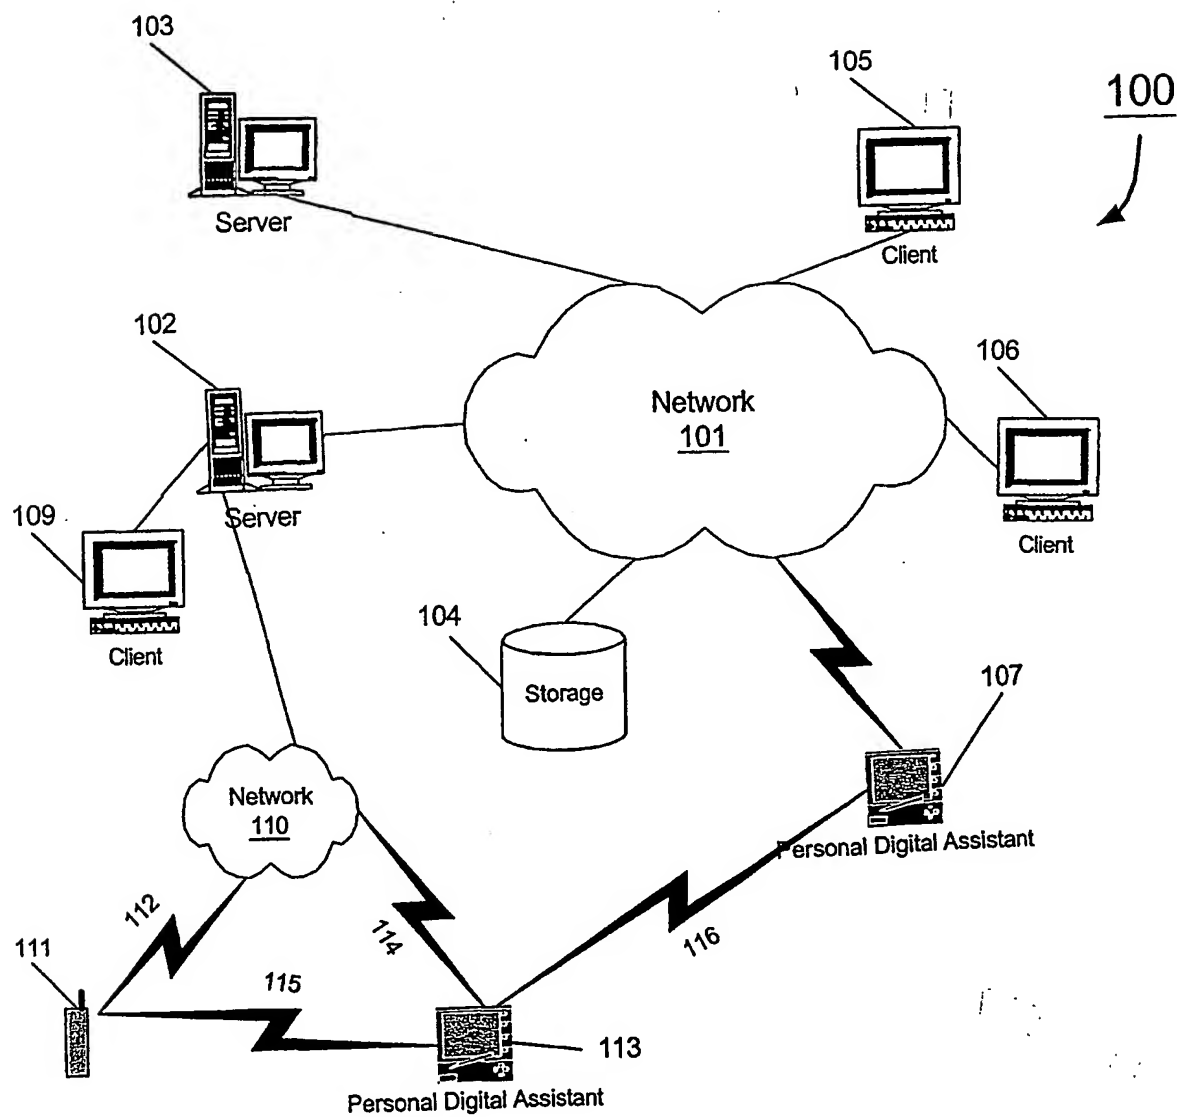 103
105
100
Server
Client
102
106
Network
101
109
Server
Client
104
Client
Storage
107
Network
110
Personal Digital Assistant
112
114
116
111
115
113
Personal Digital Assistant